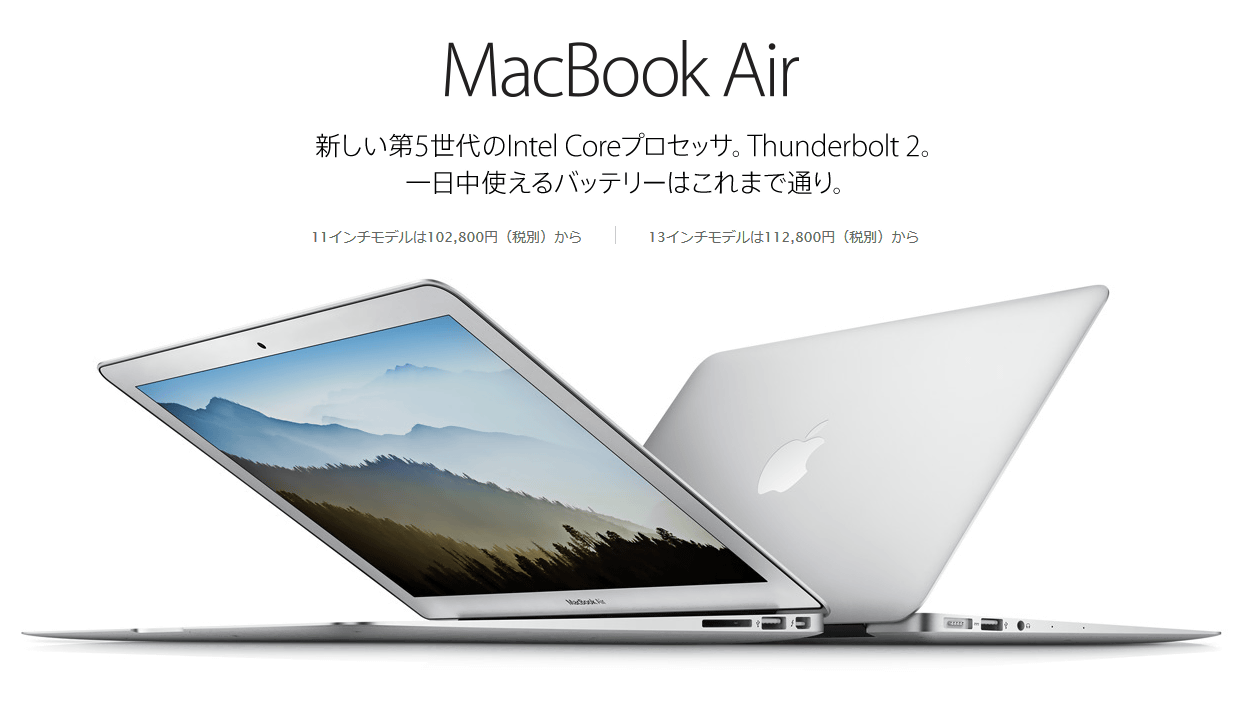 MacBook Air
新しい第5世代のIntel Coreプロセッサ。Thunderbolt 2。
一日中使えるバッテリーはこれまで通り。
11インチモデルは102,800円（税別）から
13インチモデルは112,800円（税別）から
MacBook Air